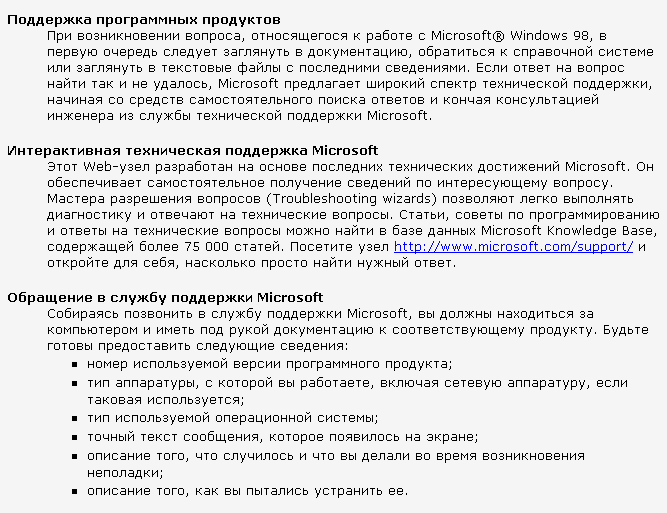 Поддержка программных продуктов
При возникновении вопроса, относящегося к работе с Microsoft® Windows 98, в
первую очередь следует заглянуть в документацию, обратиться к справочной системе
или заглянуть в текстовые файлы с последними сведениями. Если ответ на вопрос
найти так и не удалось, Microsoft предлагает широкий спектр технической поддержки,
начиная со средств самостоятельного поиска ответов и кончая консультацией
инженера из службы технической поддержки Microsoft.
Интерактивная техническая поддержка Microsoft
Этот Web-узел разработан на основе последних технических достижений Microsoft. Он
обеспечивает самостоятельное получение сведений по интересующему вопросу.
Мастера разрешения вопросов (Troubleshooting wizards) позволяют легко выполнять
диагностику и отвечают на технические вопросы. Статьи, советы по программированию
и ответы на технические вопросы можно найти в базе данных Microsoft Knowledge Base,
содержащей более 75 000 статей. Посетите узел http://www.microsoft.com/support/ и
откройте для себя, насколько просто найти нужный ответ.
Обращение в службу поддержки Microsoft
Собираясь позвонить в службу поддержки Microsoft, вы должны находиться за
компьютером и иметь под рукой документацию к соответствующему продукту. Будьте
готовы предоставить следующие сведения:
▪ номер используемой версии программного продукта;
▪ тип аппаратуры, с которой вы работаете, включая сетевую аппаратуру, если
таковая используется;
▪ тип используемой операционной системы;
▪ точный текст сообщения, которое появилось на экране;
▪ описание того, что случилось и что вы делали во время возникновения
неполадки;
▪ описание того, как вы пытались устранить ее.